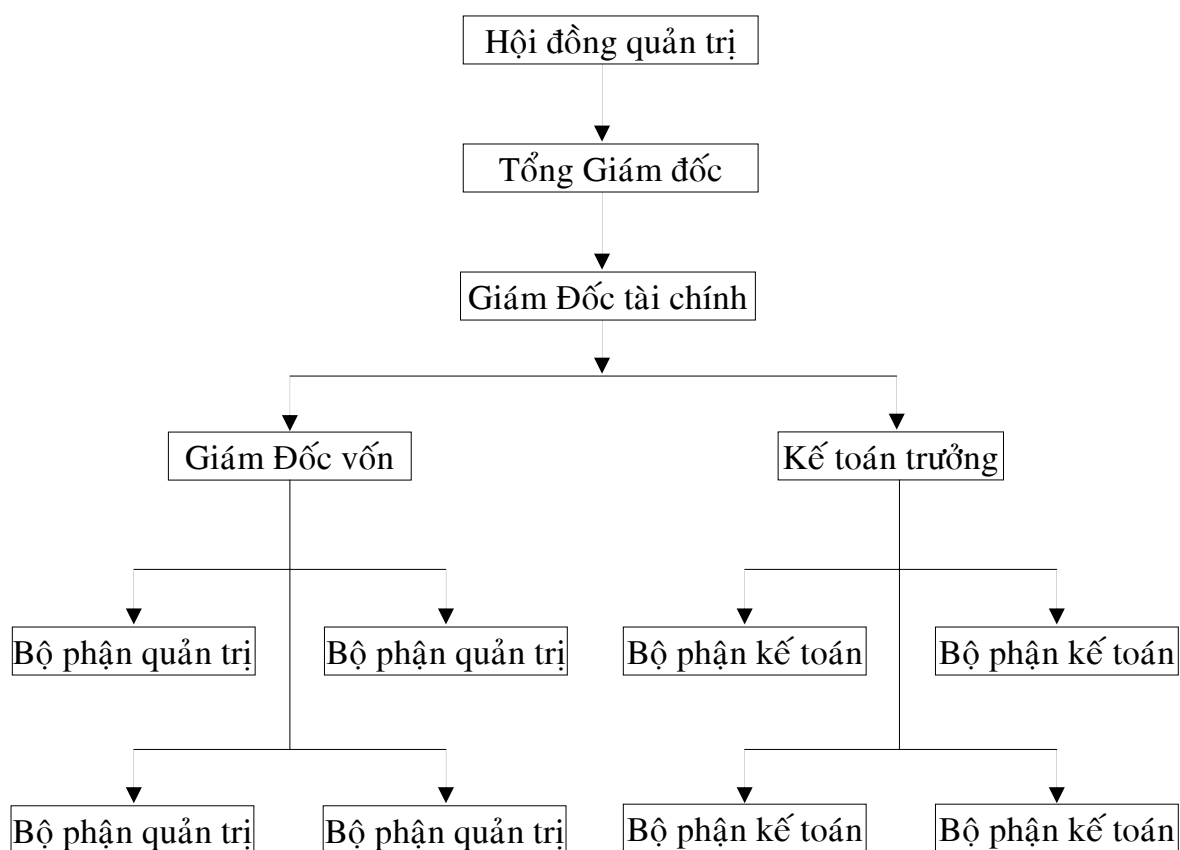 Hội đồng quản trị
Tổng Giám đốc
Giám Đốc tài chính
Giám Đốc vốn
Kế toán trưởng
Bộ phận quản trị
Bộ phận quản trị
Bộ phận kế toán
Bộ phận kế toán
Bộ phận quản trị
Bộ phận quản trị
Bộ phận kế toán
Bộ phận kế toán